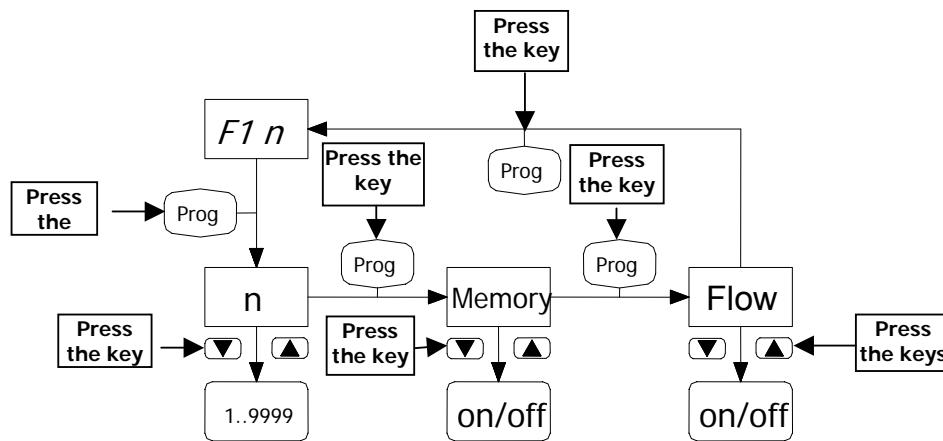 Press
the key
F1 n
Prog
Press the
key
Press
the key
Press
the
Prog
Prog
Prog
n
Memory
Flow
Press
the key
Press
the key
Press
the keys
1..9999
on/off
on/off